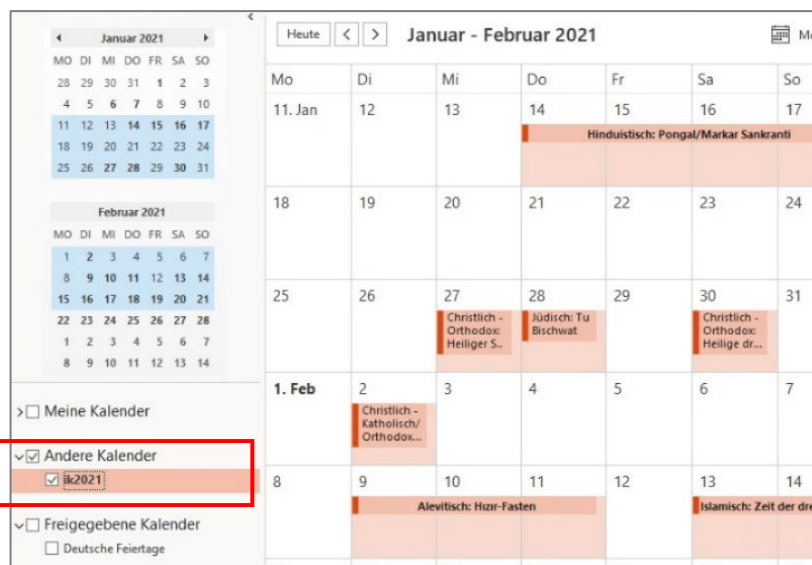 Januar 2021
MO DI MI DO FR SA SO
28 29 30 31 1 2 3
4 5 6 7 8 9 10
11 12 13 14 15 16 17
18 19 20 21 22 23 24
25 26 27 28 29 30 31
Februar 2021
MO DI MI DO FR SA SO
1 2 3 4 5 6 7
8 9 10 11 12 13 14
15 16 17 18 19 20 21
22 23 24 25 26 27 28
1 2 3 4 5 6 7
8 9 10 11 12 13 14
Meine Kalender
Andere Kalender
ik2021
Freigegebene Kalender
Deutsche Feiertage
Heute < > Januar - Februar 2021
Mo Di Mi Do Fr Sa So
11. Jan 12 13 14 15 16 17
Hinduistisch: Pongal/Markar Sankranti
18 19 20 21 22 23 24
25 26 27 28 29 30 31
Christlich -
Orthodox:
Heiliger S...
Jüdisch: Tu
Bischwat
Christlich -
Orthodox:
Heilige dr...
1. Feb 2 3 4 5 6 7
Christlich -
Katholisch/
Orthodox...
8 9 10 11 12 13 14
Alevitisch: Hızır-Fasten
Islamisch: Zeit der